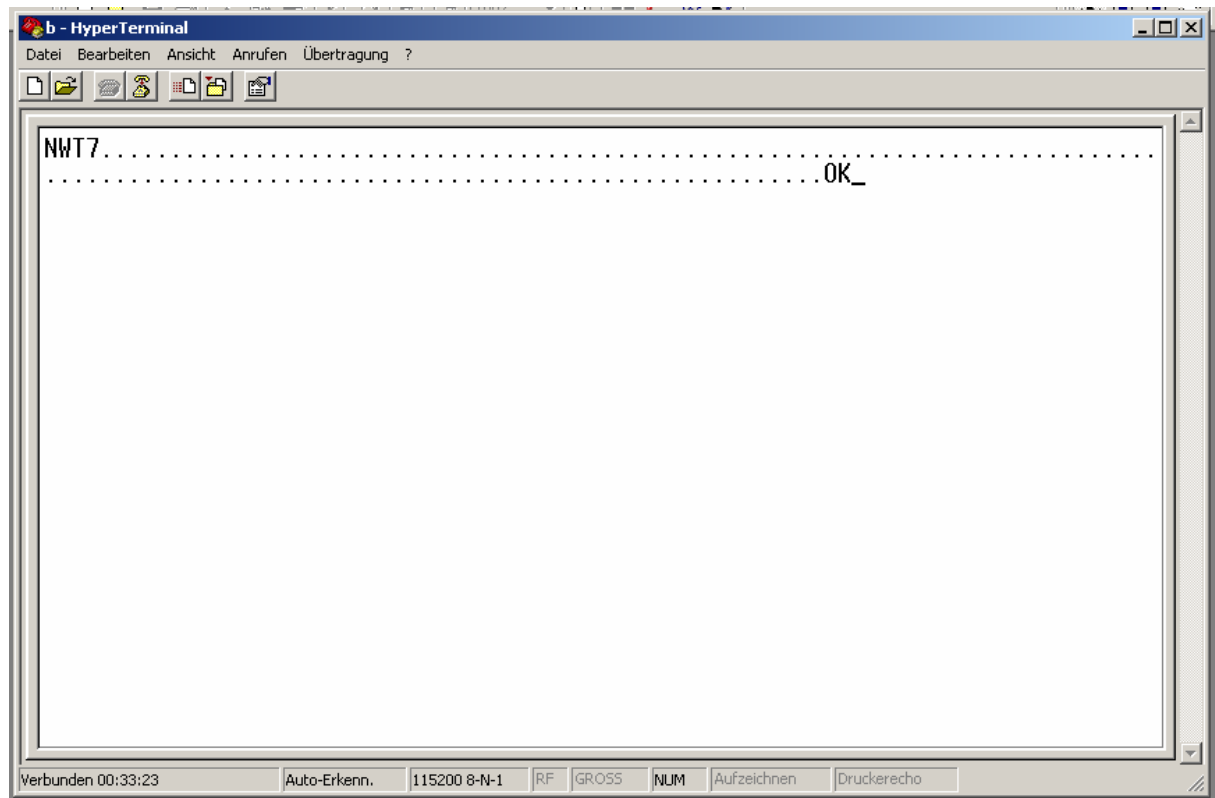 b - HyperTerminal
Datei Bearbeiten Ansicht Anrufen Übertragung ?
NWT7............................................................................
........................................................OK_
Verbunden 00:33:23 Auto-Erkenn. 115200 8-N-1 RF GROSS NUM Aufzeichnen Druckerecho